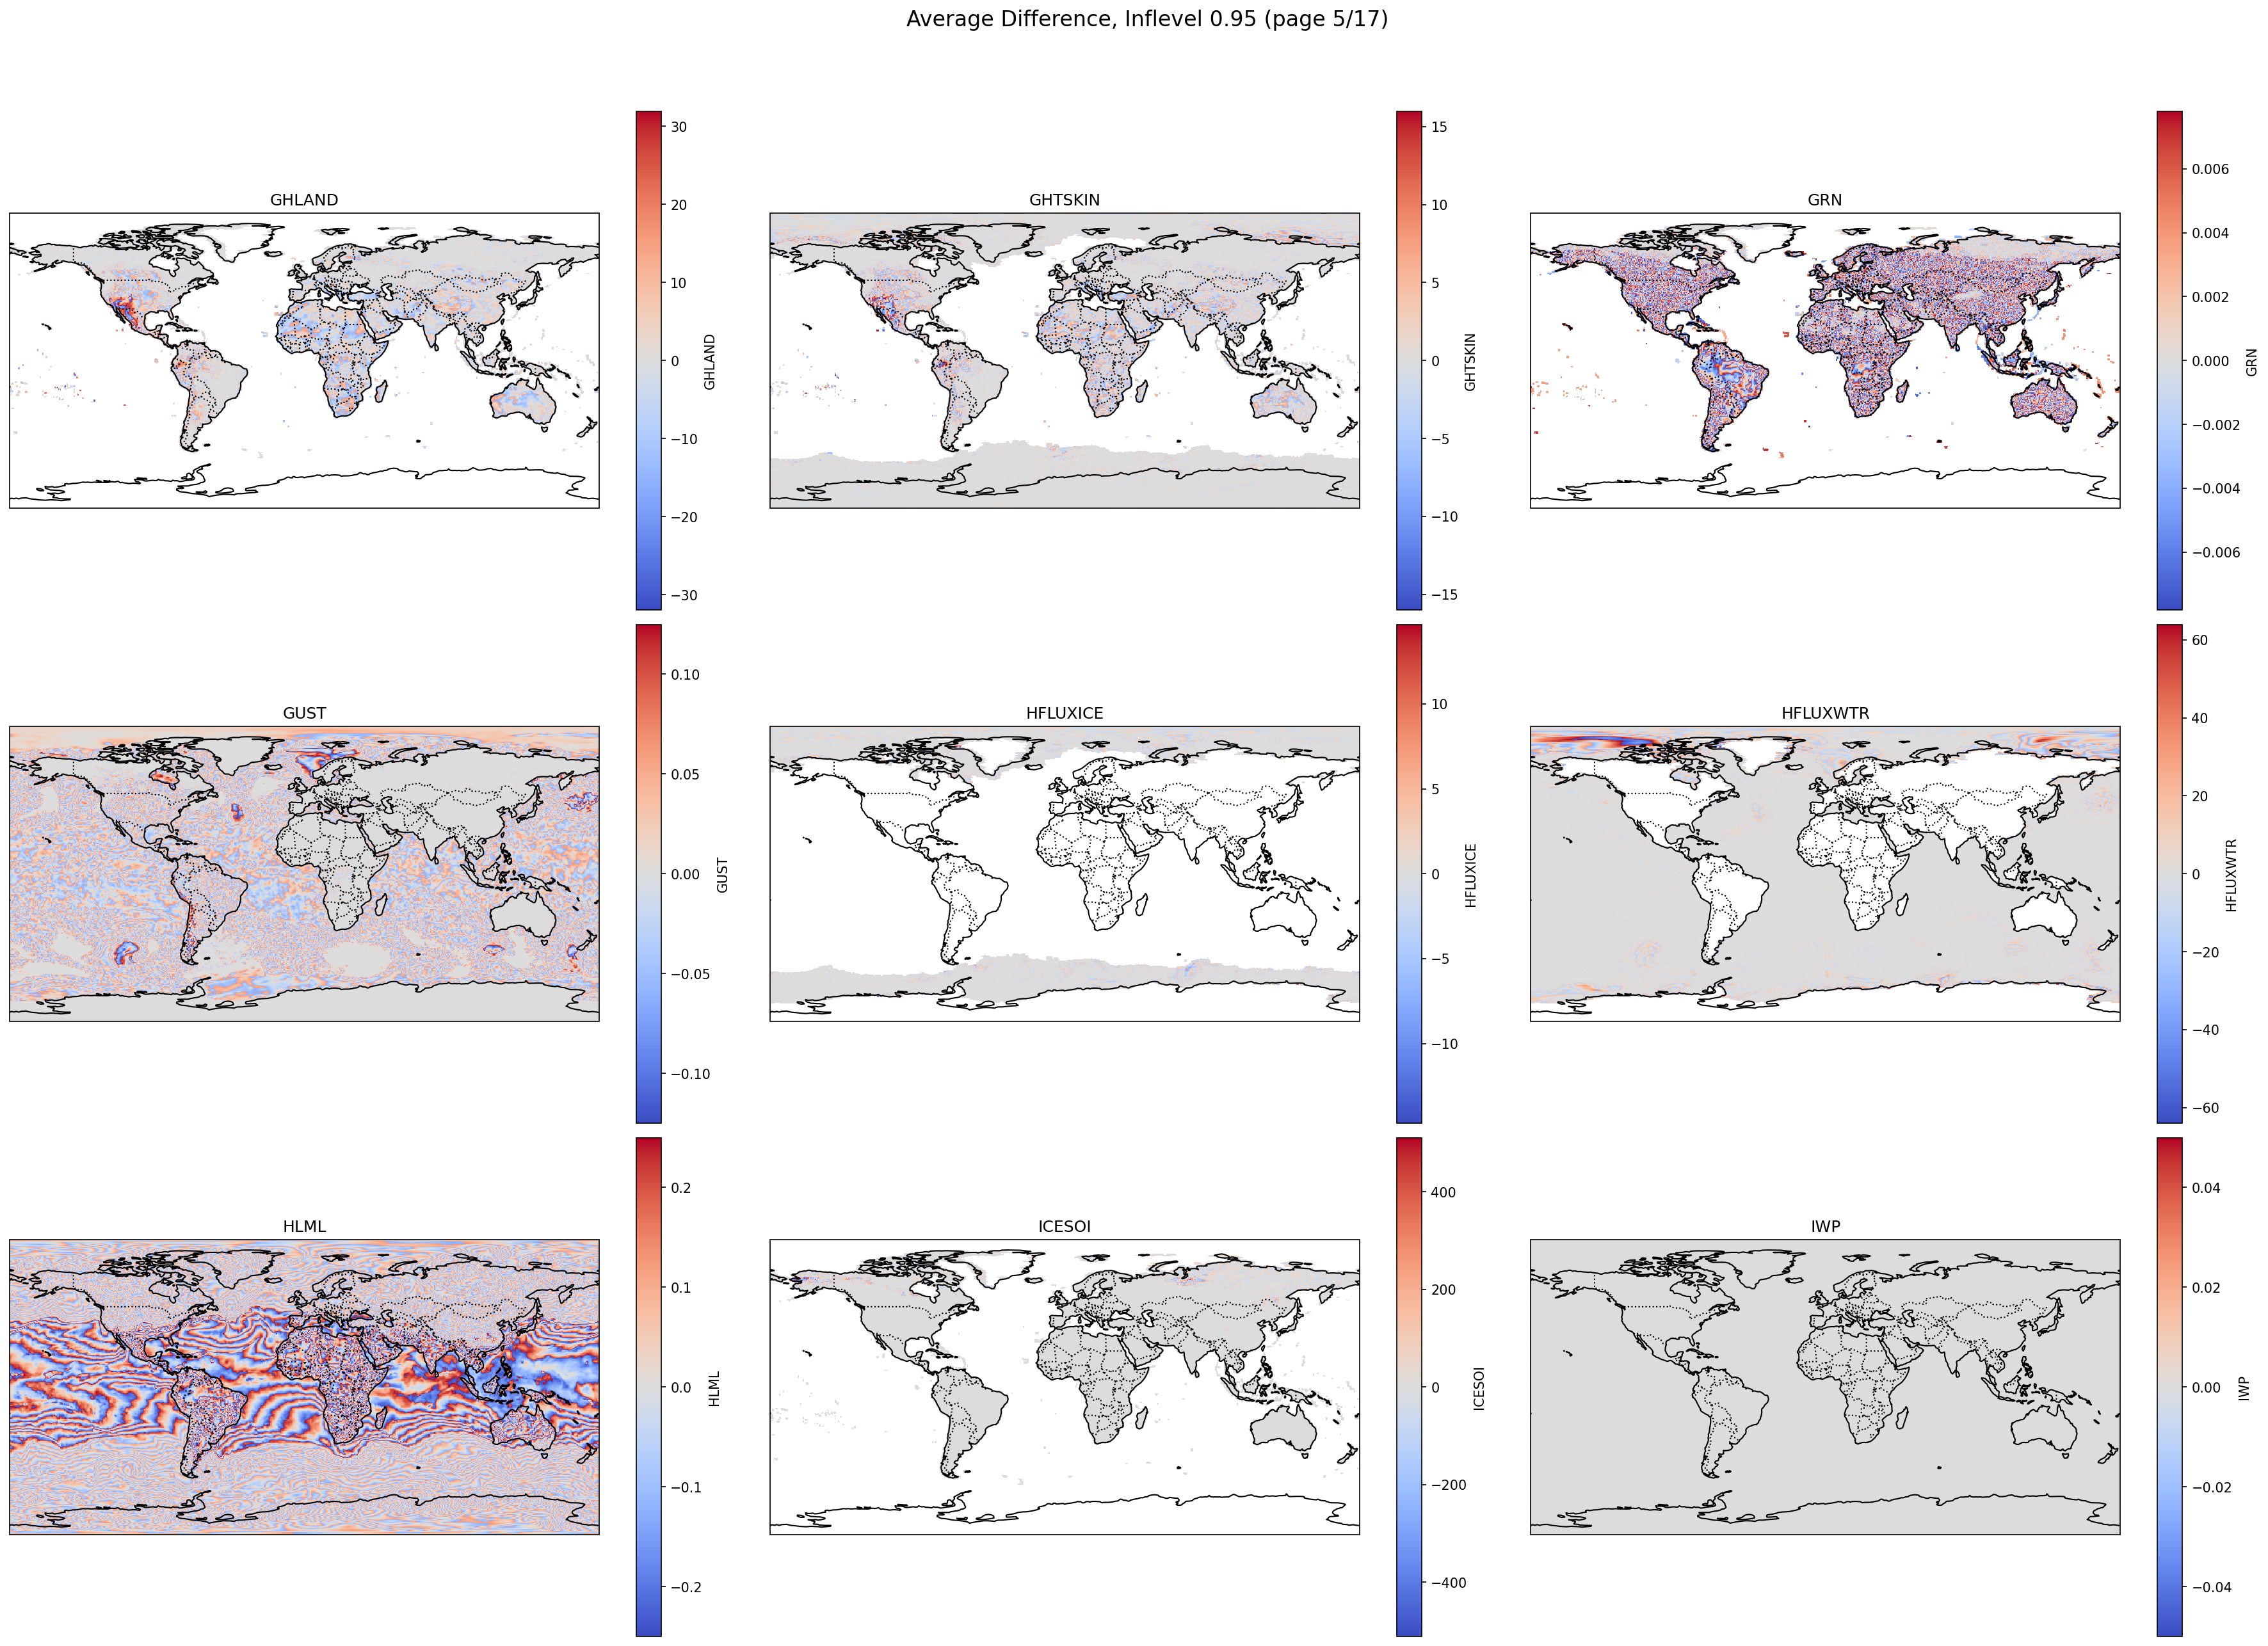 Average Difference, Inflevel 0.95 (page 5/17)
GHLAND
30
20
10
0
−10
−20
−30
GHLAND
GHTSKIN
15
10
5
0
−5
−10
−15
GHTSKIN
GRN
0.006
0.004
0.002
0.000
−0.002
−0.004
−0.006
GRN
GUST
0.10
0.05
0.00
−0.05
−0.10
GUST
HFLUXICE
10
5
0
−5
−10
HFLUXICE
HFLUXWTR
60
40
20
0
−20
−40
−60
HFLUXWTR
HLML
0.2
0.1
0.0
−0.1
−0.2
HLML
ICESOI
400
200
0
−200
−400
ICESOI
IWP
0.04
0.02
0.00
−0.02
−0.04
IWP